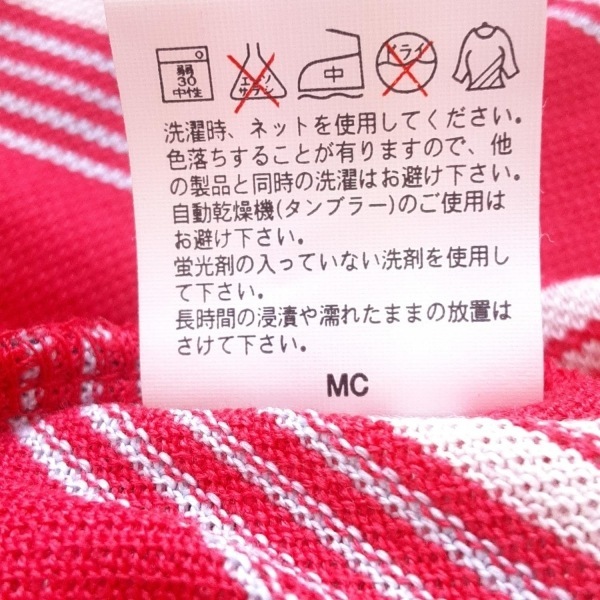 弱
30
中性
エンソ
サラシ
中
ドライ
洗濯時、ネットを使用してください。
色落ちすることが有りますので、他
の製品と同時の洗濯はお避け下さい。
自動乾燥機(タンブラー)のご使用は
お避け下さい。
蛍光剤の入っていない洗剤を使用し
て下さい。
長時間の浸漬や濡れたままの放置は
さけて下さい。
MC